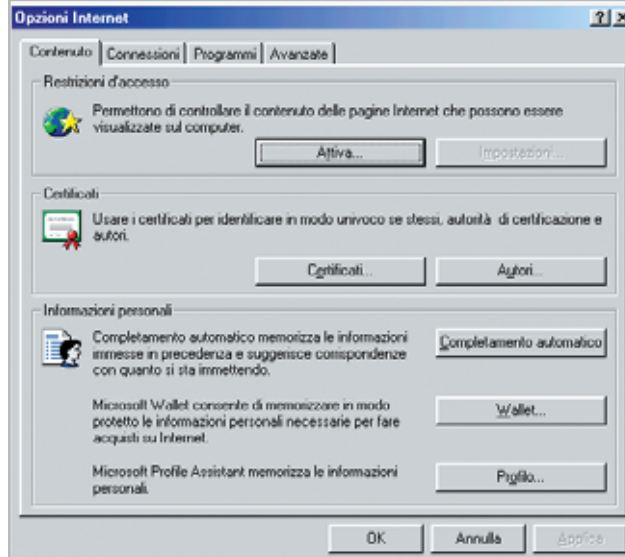 Opzioni Internet
Contenuto Connessioni Programmi Avanzate
Restrizioni d'accesso
Permettono di controllare il contenuto delle pagine Internet che possono essere
visualizzate sul computer.
Attiva... Impostazioni...
Certificati
Usare i certificati per identificare in modo univoco se stessi, autorità di certificazione e
autori.
Certificati... Autori...
Informazioni personali
Completamento automatico memorizza le informazioni
immesse in precedenza e suggerisce corrispondenze
con quanto si sta immettendo.
Completamento automatico
Microsoft Wallet consente di memorizzare in modo
protetto le informazioni personali necessarie per fare
acquisti su Internet.
Wallet...
Microsoft Profile Assistant memorizza le informazioni
personali.
Profilo...
OK Annulla Applica